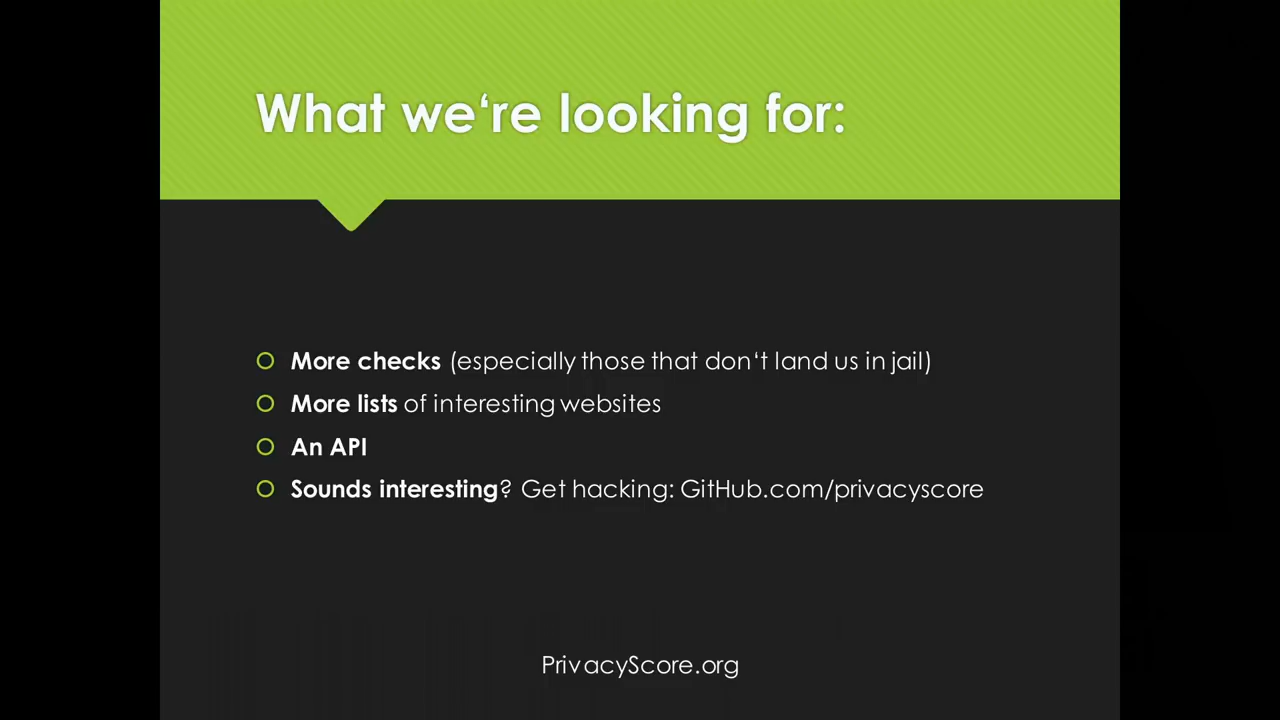 What we‘re looking for:
More checks (especially those that don‘t land us in jail)
More lists of interesting websites
An API
Sounds interesting? Get hacking: GitHub.com/privacyscore
PrivacyScore.org